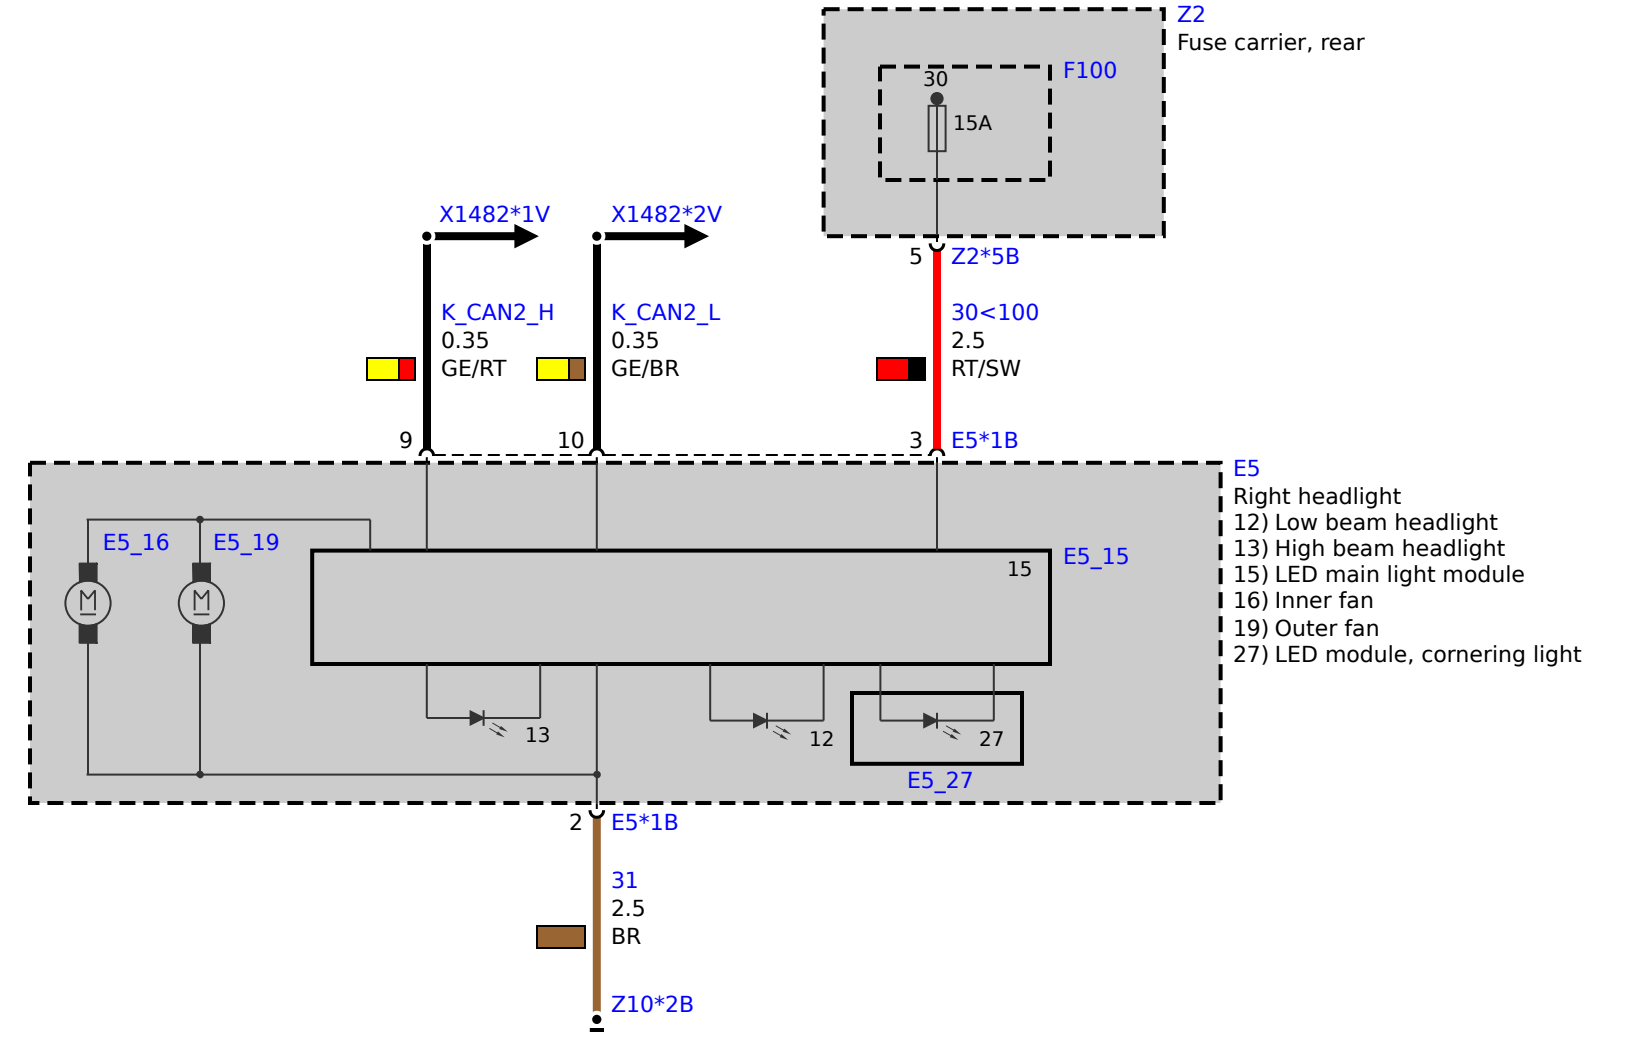 Z2
Fuse carrier, rear
F100
30
15A
X1482*1V
X1482*2V
5
Z2*5B
K_CAN2_H
0.35
GE/RT
K_CAN2_L
0.35
GE/BR
30<100
2.5
RT/SW
9
10
3
E5*1B
E5
Right headlight
12) Low beam headlight
13) High beam headlight
15) LED main light module
16) Inner fan
19) Outer fan
27) LED module, cornering light
E5_16
E5_19
E5_15
15
M
M
13
12
27
E5_27
2
E5*1B
31
2.5
BR
Z10*2B